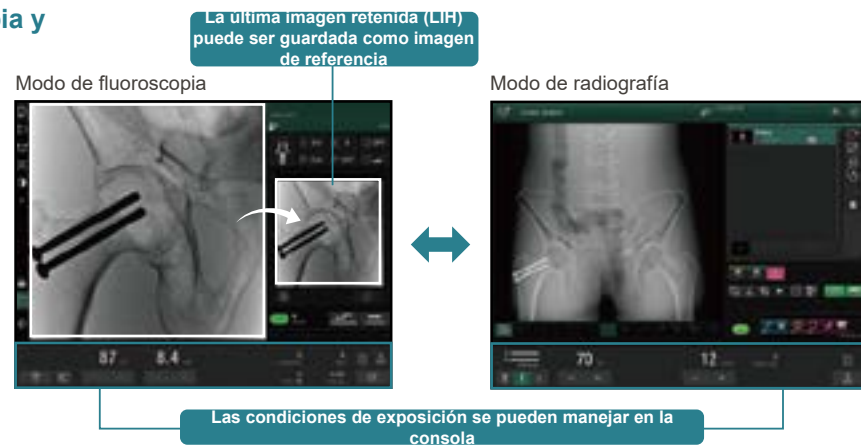 pia y
La última imagen retenida (LIH)
puede ser guardada como imagen
de referencia
Modo de fluoroscopia
Modo de radiografía
87
8.4
70
12
Las condiciones de exposición se pueden manejar en la
consola